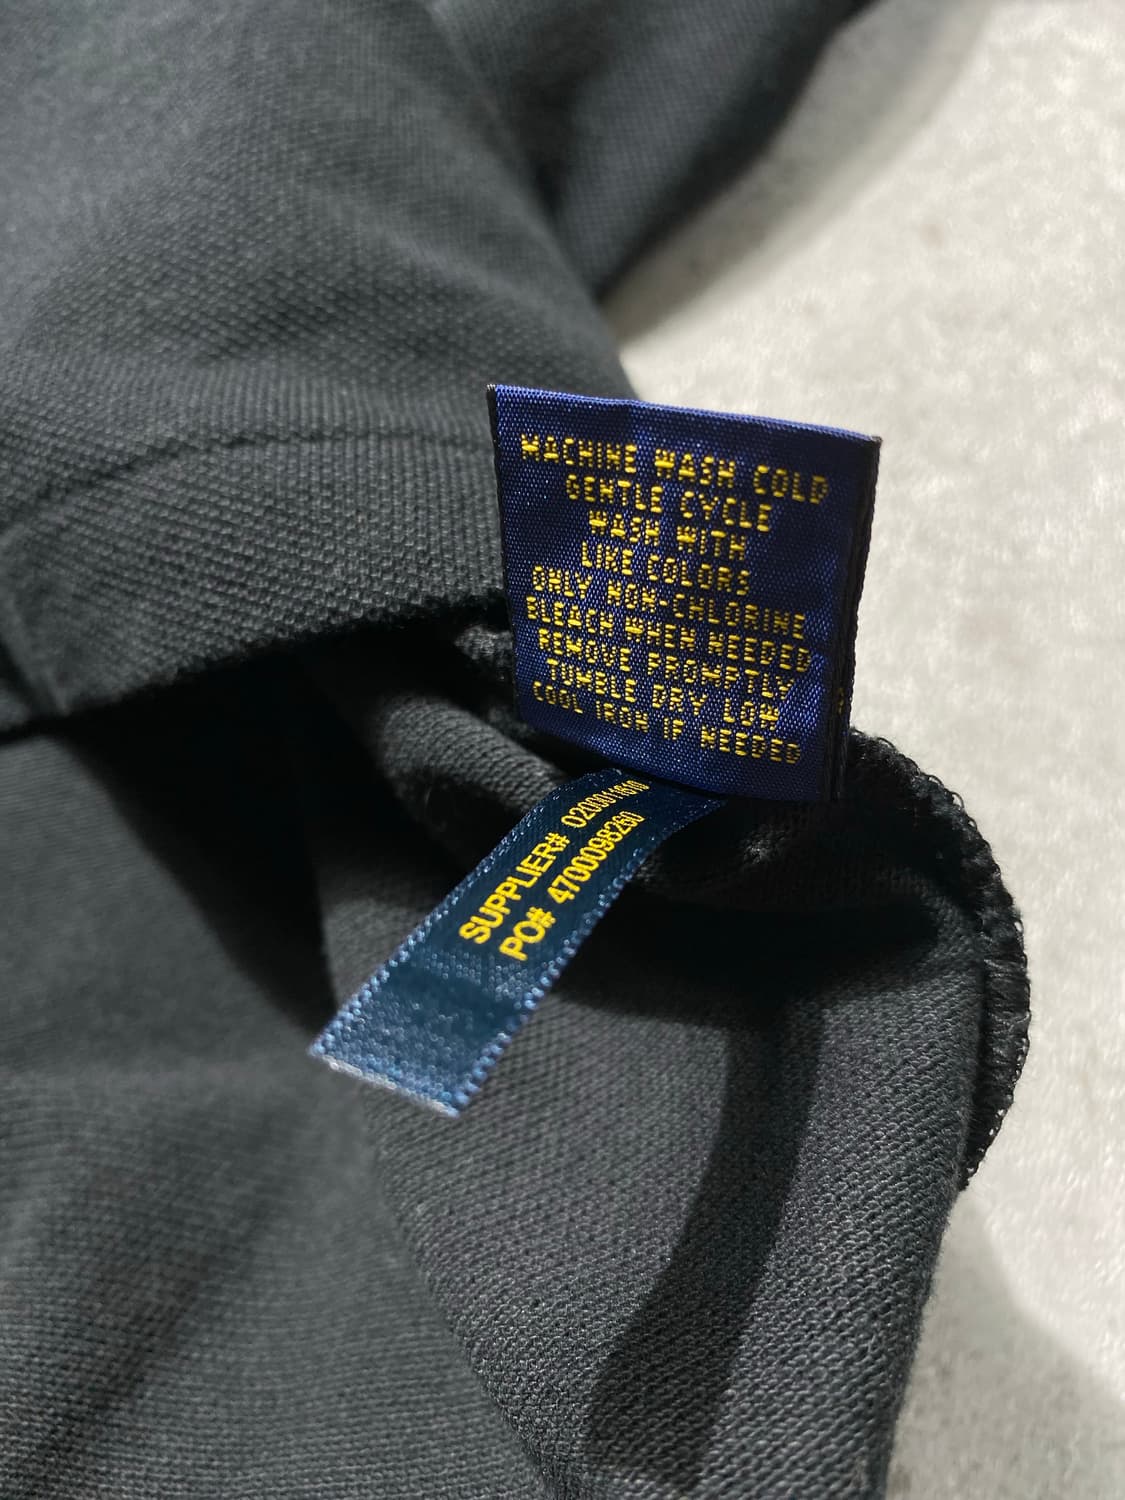 MACHINE WASH COLD
GENTLE CYCLE
WASH WITH
LIKE COLORS
ONLY NON-CHLORINE
BLEACH WHEN NEEDED
REMOVE PROMPTLY
TUMBLE DRY LOW
COOL IRON IF NEEDED
SUPPLIER#
PO# 4700098260